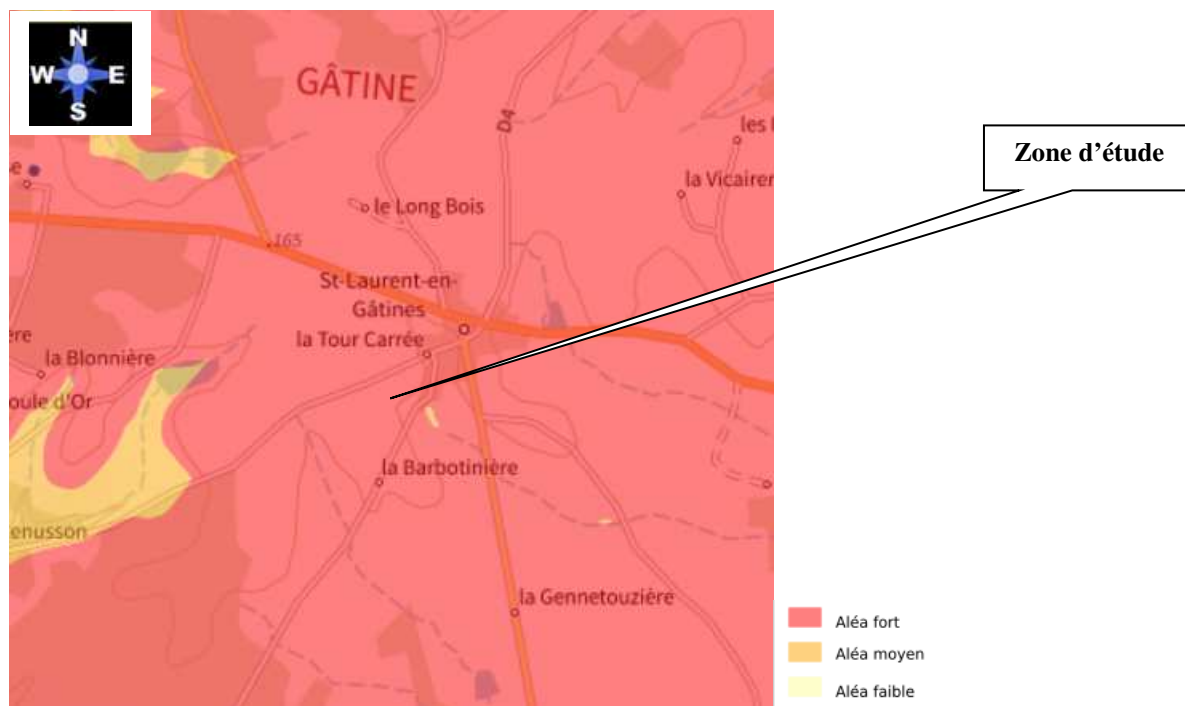 N
W E
S
GÂTINE
D4
les
la Vicairer
le Long Bois
165
St-Laurent-en-
Gâtines
la Tour Carrée
ère
la Blonnière
oule d'Or
la Barbotinière
enusson
la Gennetouzière
Zone d'étude
Aléa fort
Aléa moyen
Aléa faible